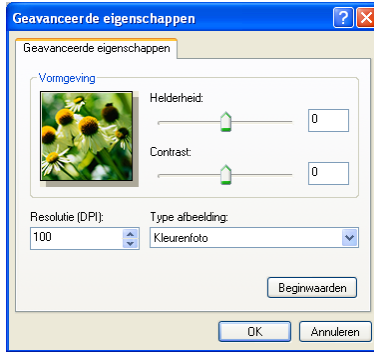 Geavanceerde eigenschappen
Geavanceerde eigenschappen
Vormgeving
Helderheid:
0
Contrast:
0
Resolutie (DPI):
Type afbeelding:
100
Kleurenfoto
Beginwaarden
OK
Annuleren